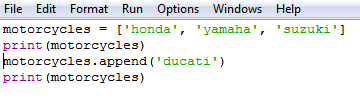 File Edit Format Run Options Windows Help
motorcycles = ['honda', 'yamaha', 'suzuki']
print(motorcycles)
motorcycles.append('ducati')
print(motorcycles)